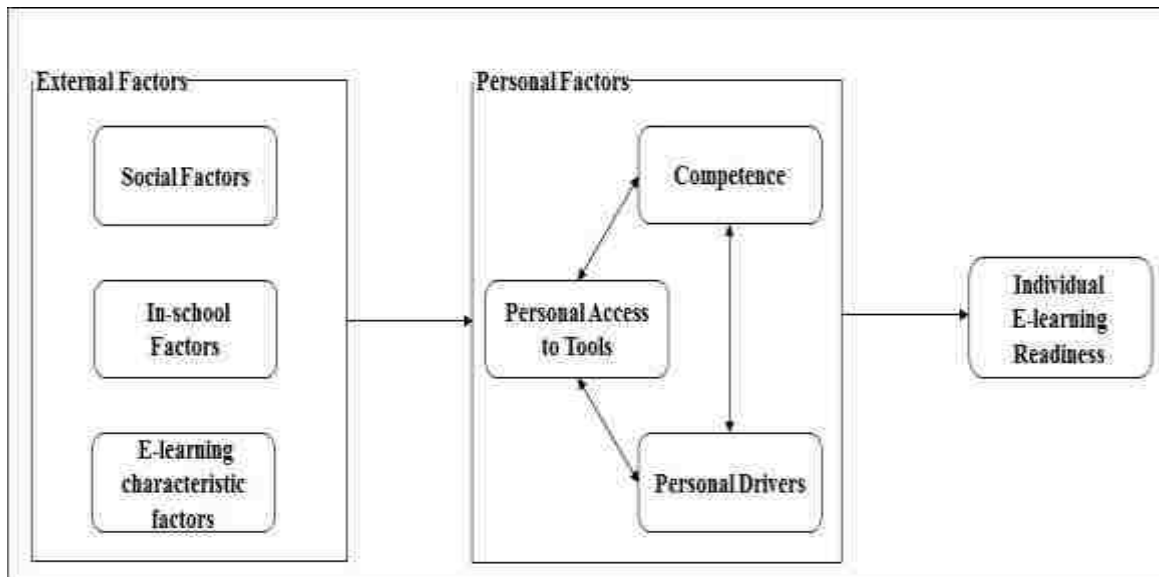 External Factors
Social Factors
In-school
Factors
E-learning
characteristic
factors
Personal Factors
Competence
Personal Access
to Tools
Personal Drivers
Individual
E-learning
Readiness